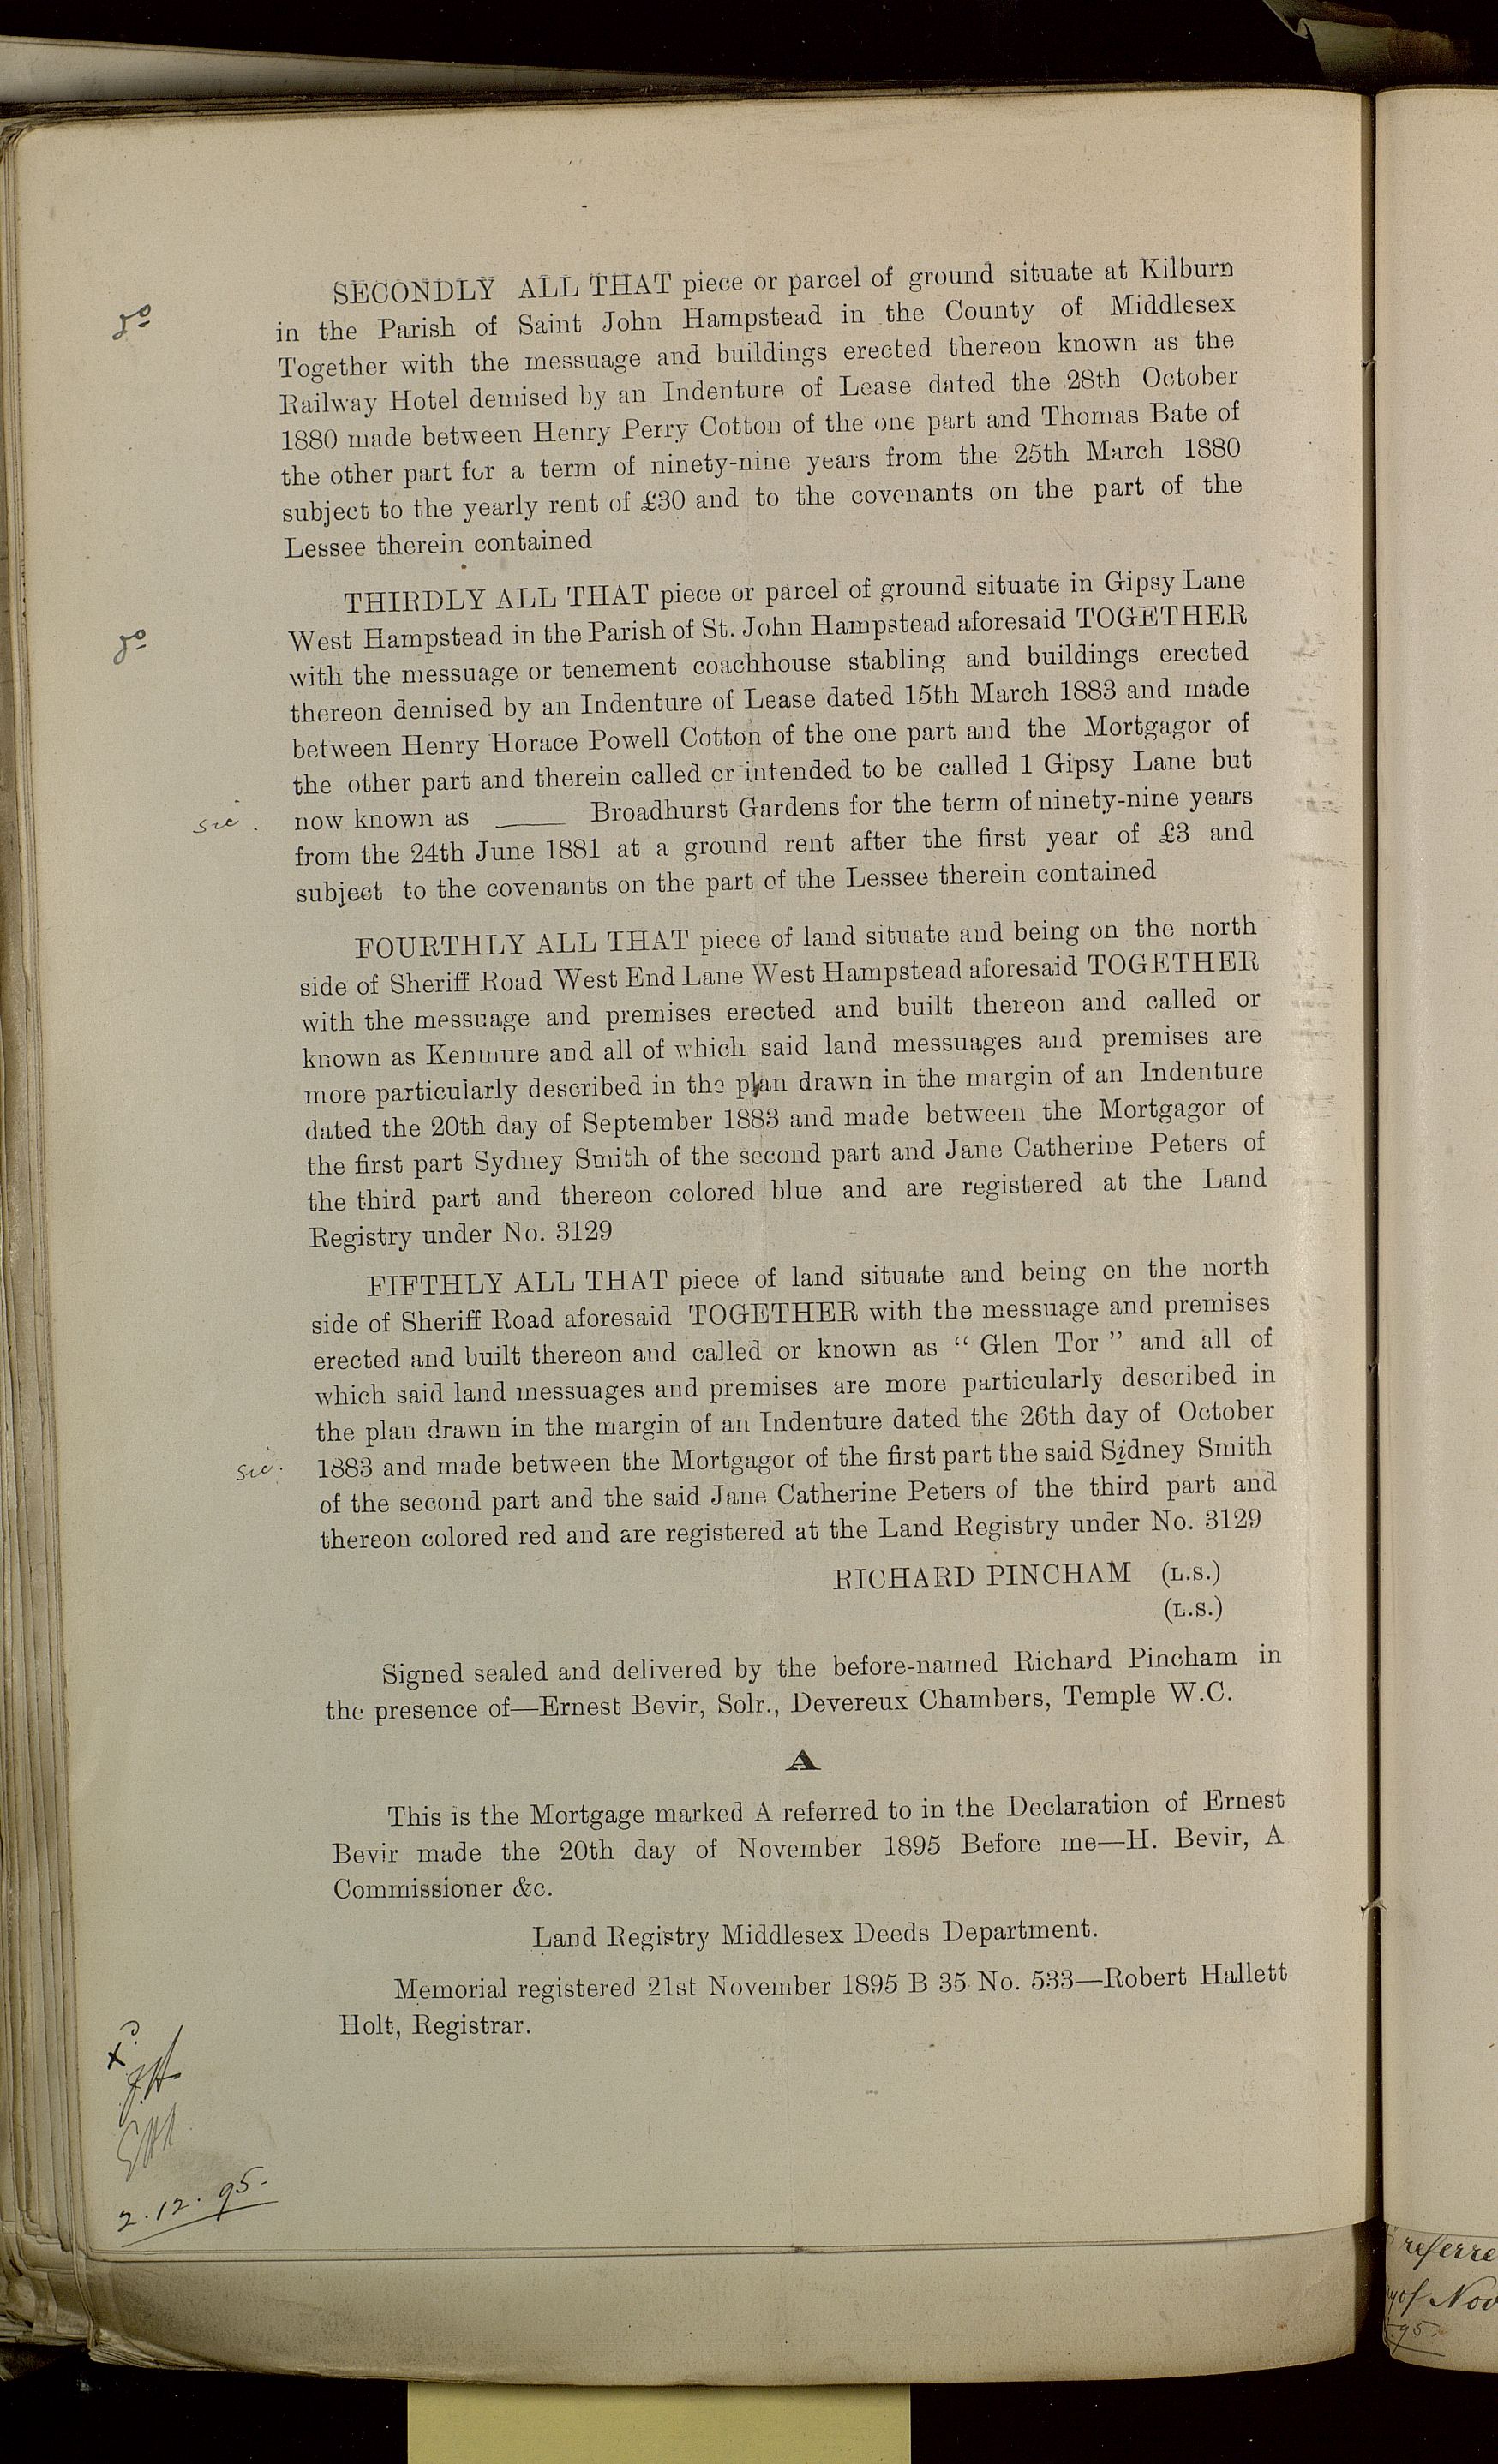 SECONDLY ALL THAT piece or parcel of ground situate at Kilburn
in the Parish of Saint John Hampstead in the County of Middlesex
Together with the messuage and buildings erected thereon known as the
Railway Hotel demised by an Indenture of Lease dated the 28th October
1880 made between Henry Perry Cotton of the one part and Thomas Bate of
the other part for a term of ninety-nine years from the 25th March 1880
subject to the yearly rent of £30 and to the covenants on the part of the
Lessee therein contained
THIRDLY ALL THAT piece or parcel of ground situate in Gipsy Lane
West Hampstead in the Parish of St. John Hampstead aforesaid TOGETHER
with the messuage or tenement coachhouse stabling and buildings erected
thereon demised by an Indenture of Lease dated 15th March 1883 and made
between Henry Horace Powell Cotton of the one part and the Mortgagor of
the other part and therein called or intended to be called 1 Gipsy Lane but
sic.
now known as ——— Broadhurst Gardens for the term of ninety-nine years
from the 24th June 1881 at a ground rent after the first year of £3 and
subject to the covenants on the part of the Lessee therein contained
FOURTHLY ALL THAT piece of land situate and being on the north
side of Sheriff Road West End Lane West Hampstead aforesaid TOGETHER
with the messuage and premises erected and built thereon and called or
known as Kenmure and all of which said land messuages and premises are
more particularly described in the plan drawn in the margin of an Indenture
dated the 20th day of September 1883 and made between the Mortgagor of
the first part Sydney Smith of the second part and Jane Catherine Peters of
the third part and thereon colored blue and are registered at the Land
Registry under No. 3129
FIFTHLY ALL THAT piece of land situate and being on the north
side of Sheriff Road aforesaid TOGETHER with the messuage and premises
erected and built thereon and called or known as “ Glen Tor ” and all of
which said land messuages and premises are more particularly described in
the plan drawn in the margin of an Indenture dated the 26th day of October
sic.
1883 and made between the Mortgagor of the first part the said Sidney Smith
of the second part and the said Jane Catherine Peters of the third part and
thereon colored red and are registered at the Land Registry under No. 3129
RICHARD PINCHAM (L.S.)
(L.S.)
Signed sealed and delivered by the before-named Richard Pincham in
the presence of—Ernest Bevir, Solr., Devereux Chambers, Temple W.C.
A
This is the Mortgage marked A referred to in the Declaration of Ernest
Bevir made the 20th day of November 1895 Before me—H. Bevir, A
Commissioner &c.
Land Registry Middlesex Deeds Department.
Memorial registered 21st November 1895 B 35 No. 533—Robert Hallett
Holt, Registrar.
2.12.95.
referre
of Nov
95.